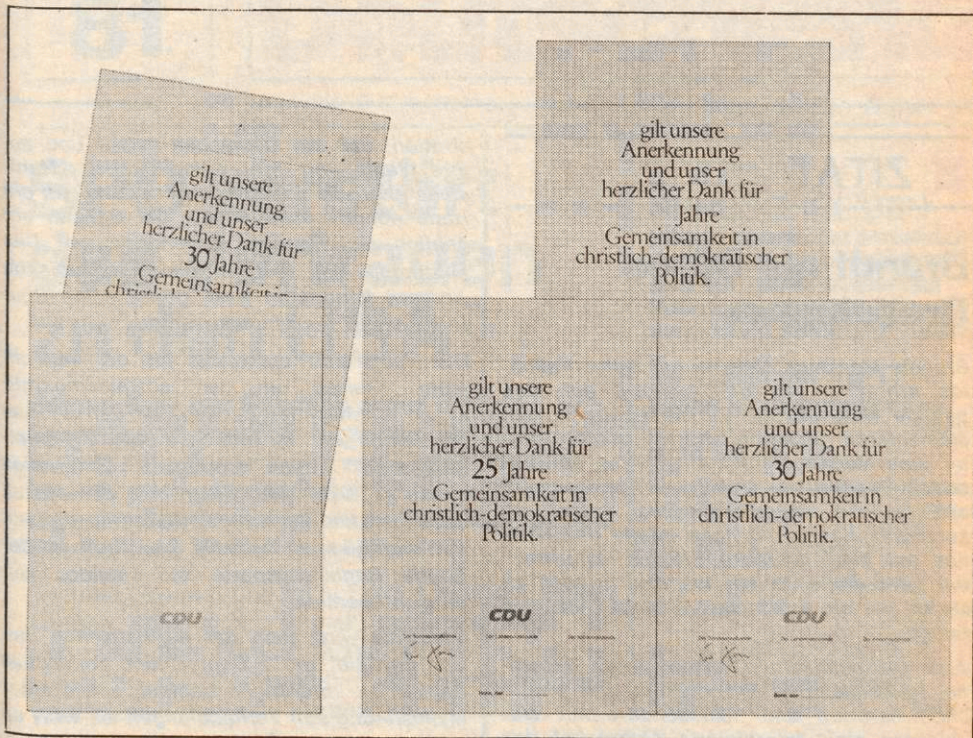 gilt unsere
Anerkennung
und unser
herzlicher Dank für
30 Jahre
Gemeinsamkeit in
gilt unsere
Anerkennung
und unser
herzlicher Dank für
Jahre
Gemeinsamkeit in
christlich-demokratischer
Politik.
CDU
gilt unsere
Anerkennung
und unser
herzlicher Dank für
25 Jahre
Gemeinsamkeit in
christlich-demokratischer
Politik.
CDU
gilt unsere
Anerkennung
und unser
herzlicher Dank für
30 Jahre
Gemeinsamkeit in
christlich-demokratischer
Politik.
CDU